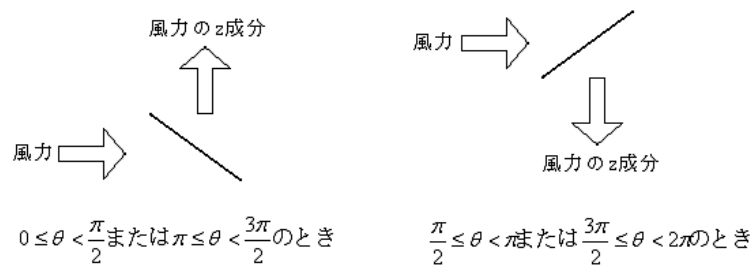 風力のz成分
風力
0≤θ<π/2またはπ≤θ<3π/2のとき
風力
風力のz成分
π/2≤θ<πまたは3π/2≤θ<2πのとき